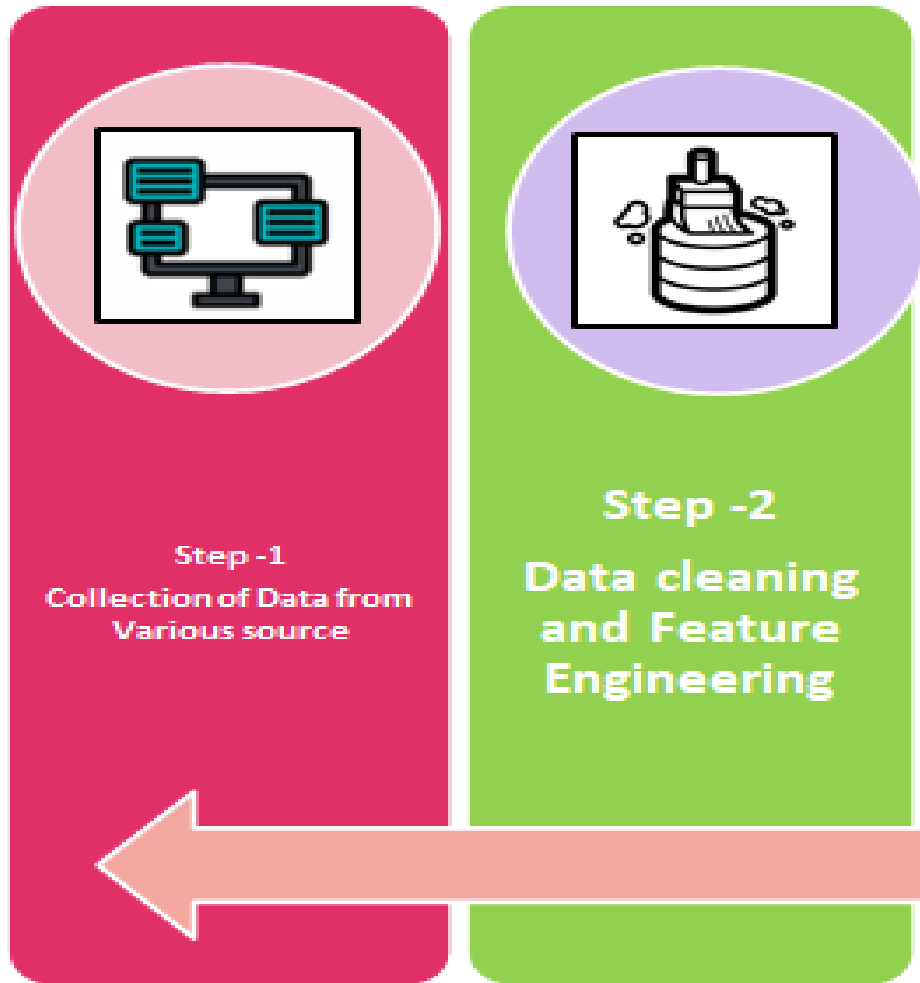 Step -1
Collection of Data from
Various source
Step -2
Data cleaning
and Feature
Engineering